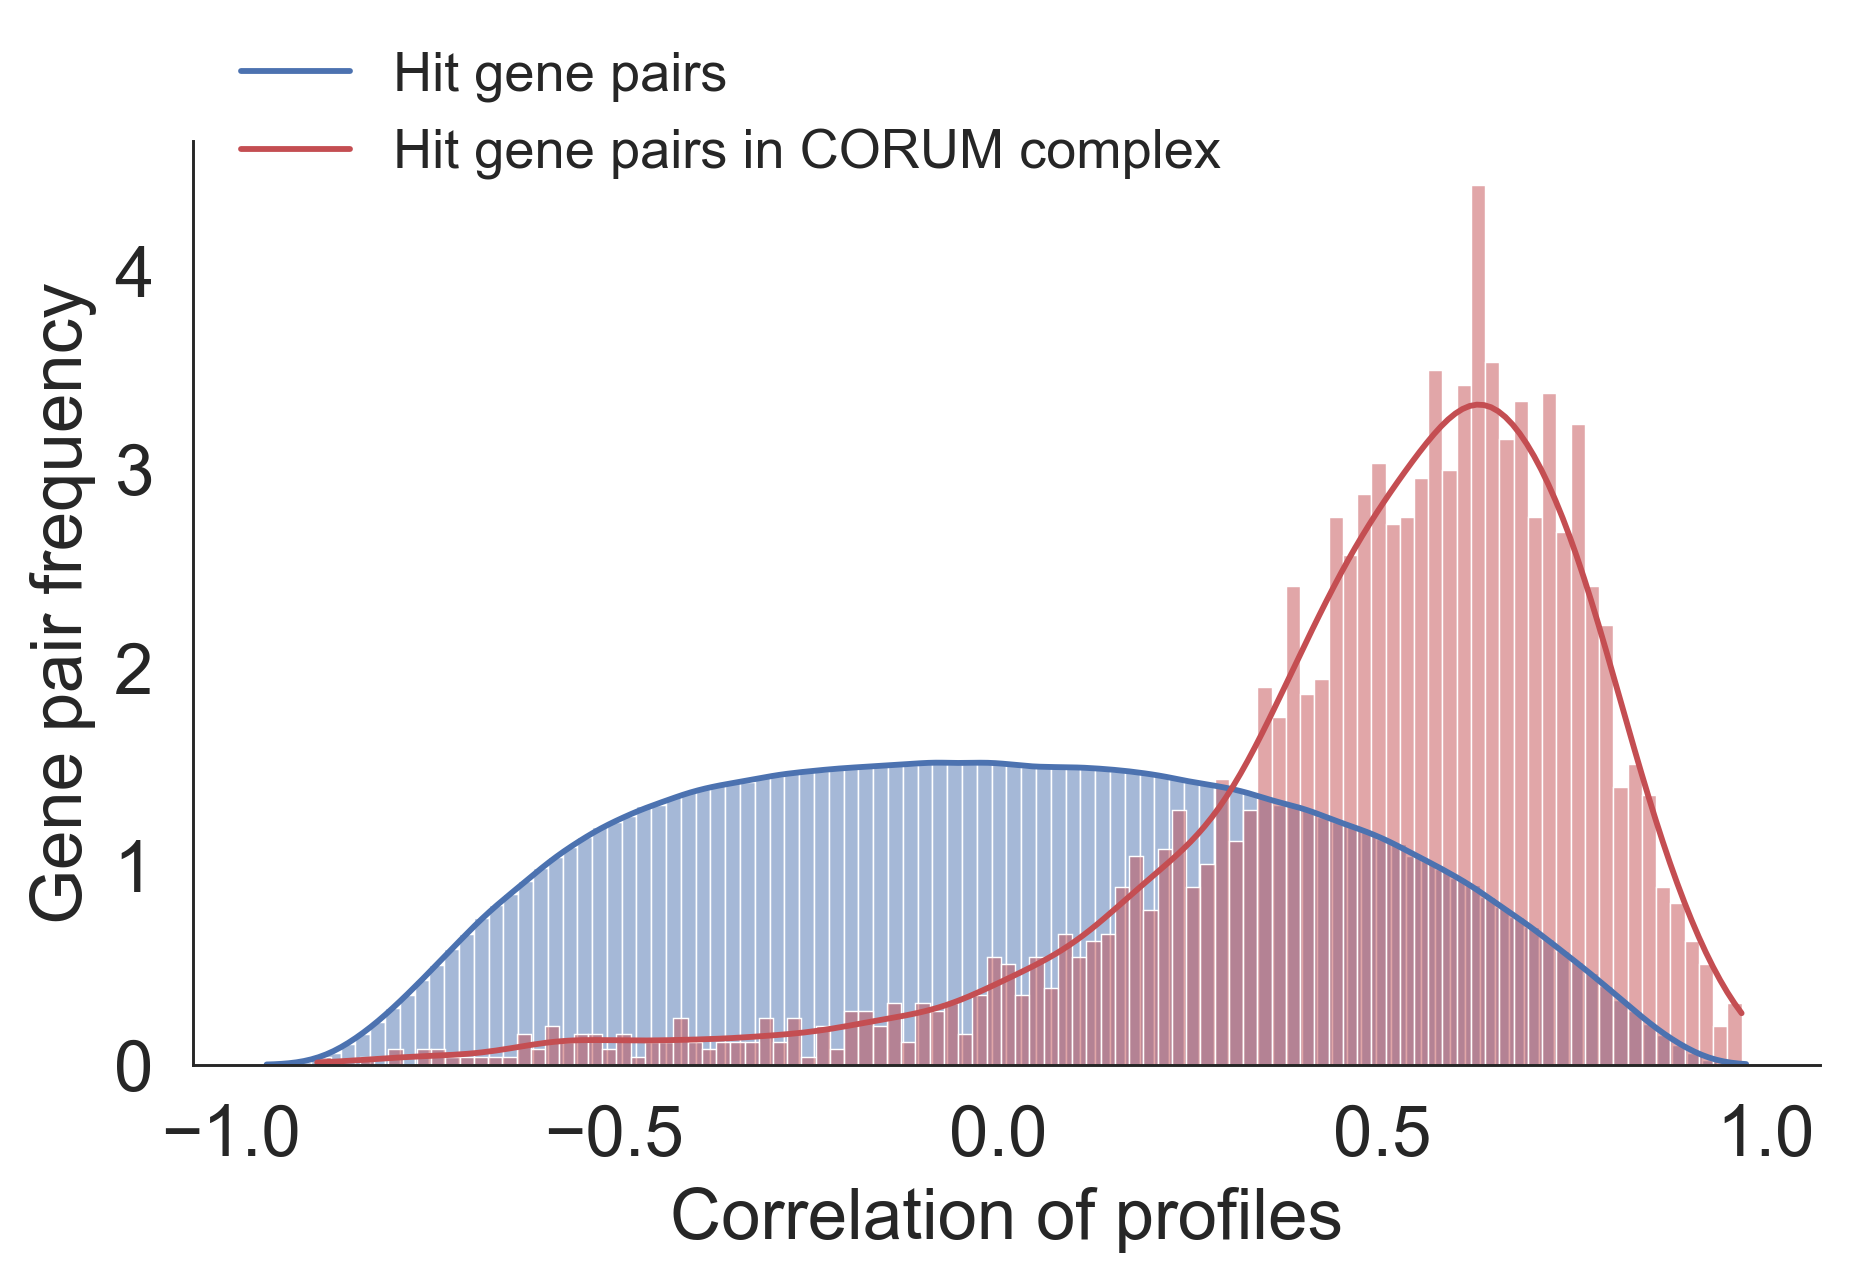 Hit gene pairs
Hit gene pairs in CORUM complex
Gene pair frequency
4
3
2
1
0
−1.0 −0.5 0.0 0.5 1.0
Correlation of profiles